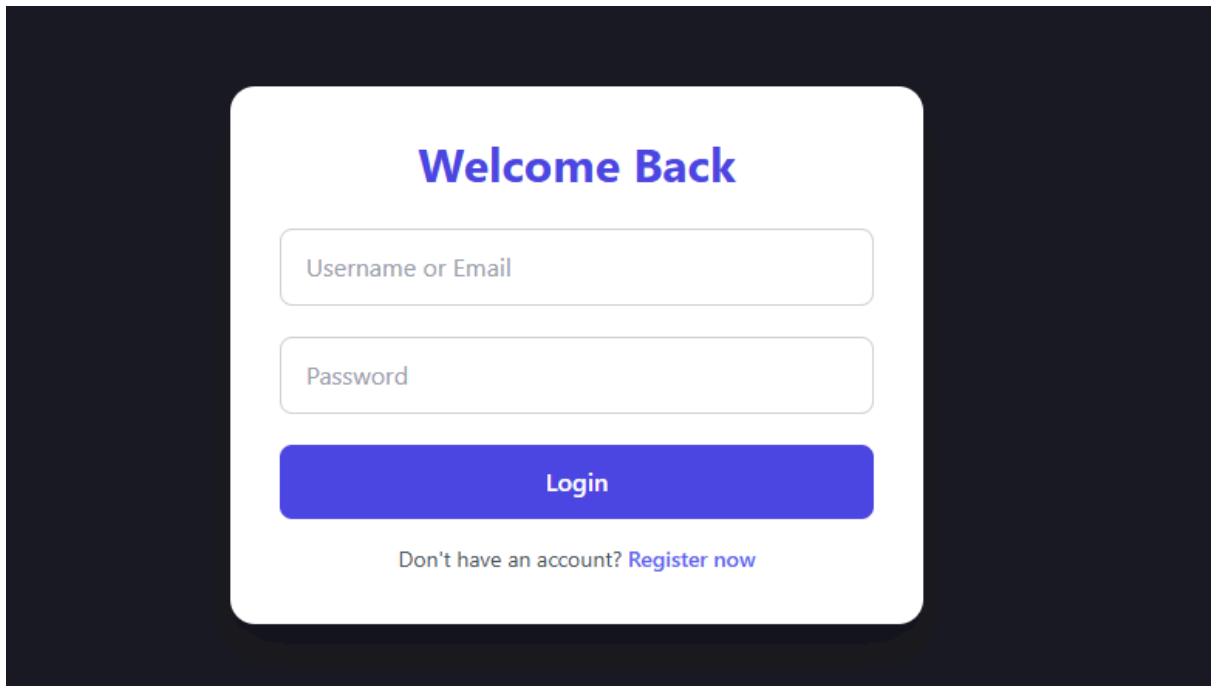 Welcome Back
Username or Email
Password
Login
Don't have an account? Register now